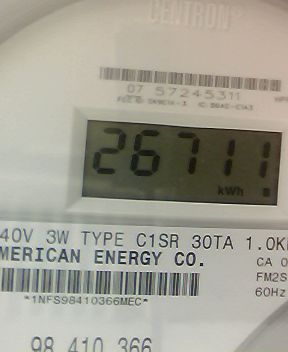 CENTRON®
07 57245311
26711
kWh
40V 3W TYPE C1SR 30TA 1.0K
MERICAN ENERGY CO.
CA 0
FM2S
60Hz
*1NFS98410366MEC*
98 410 366